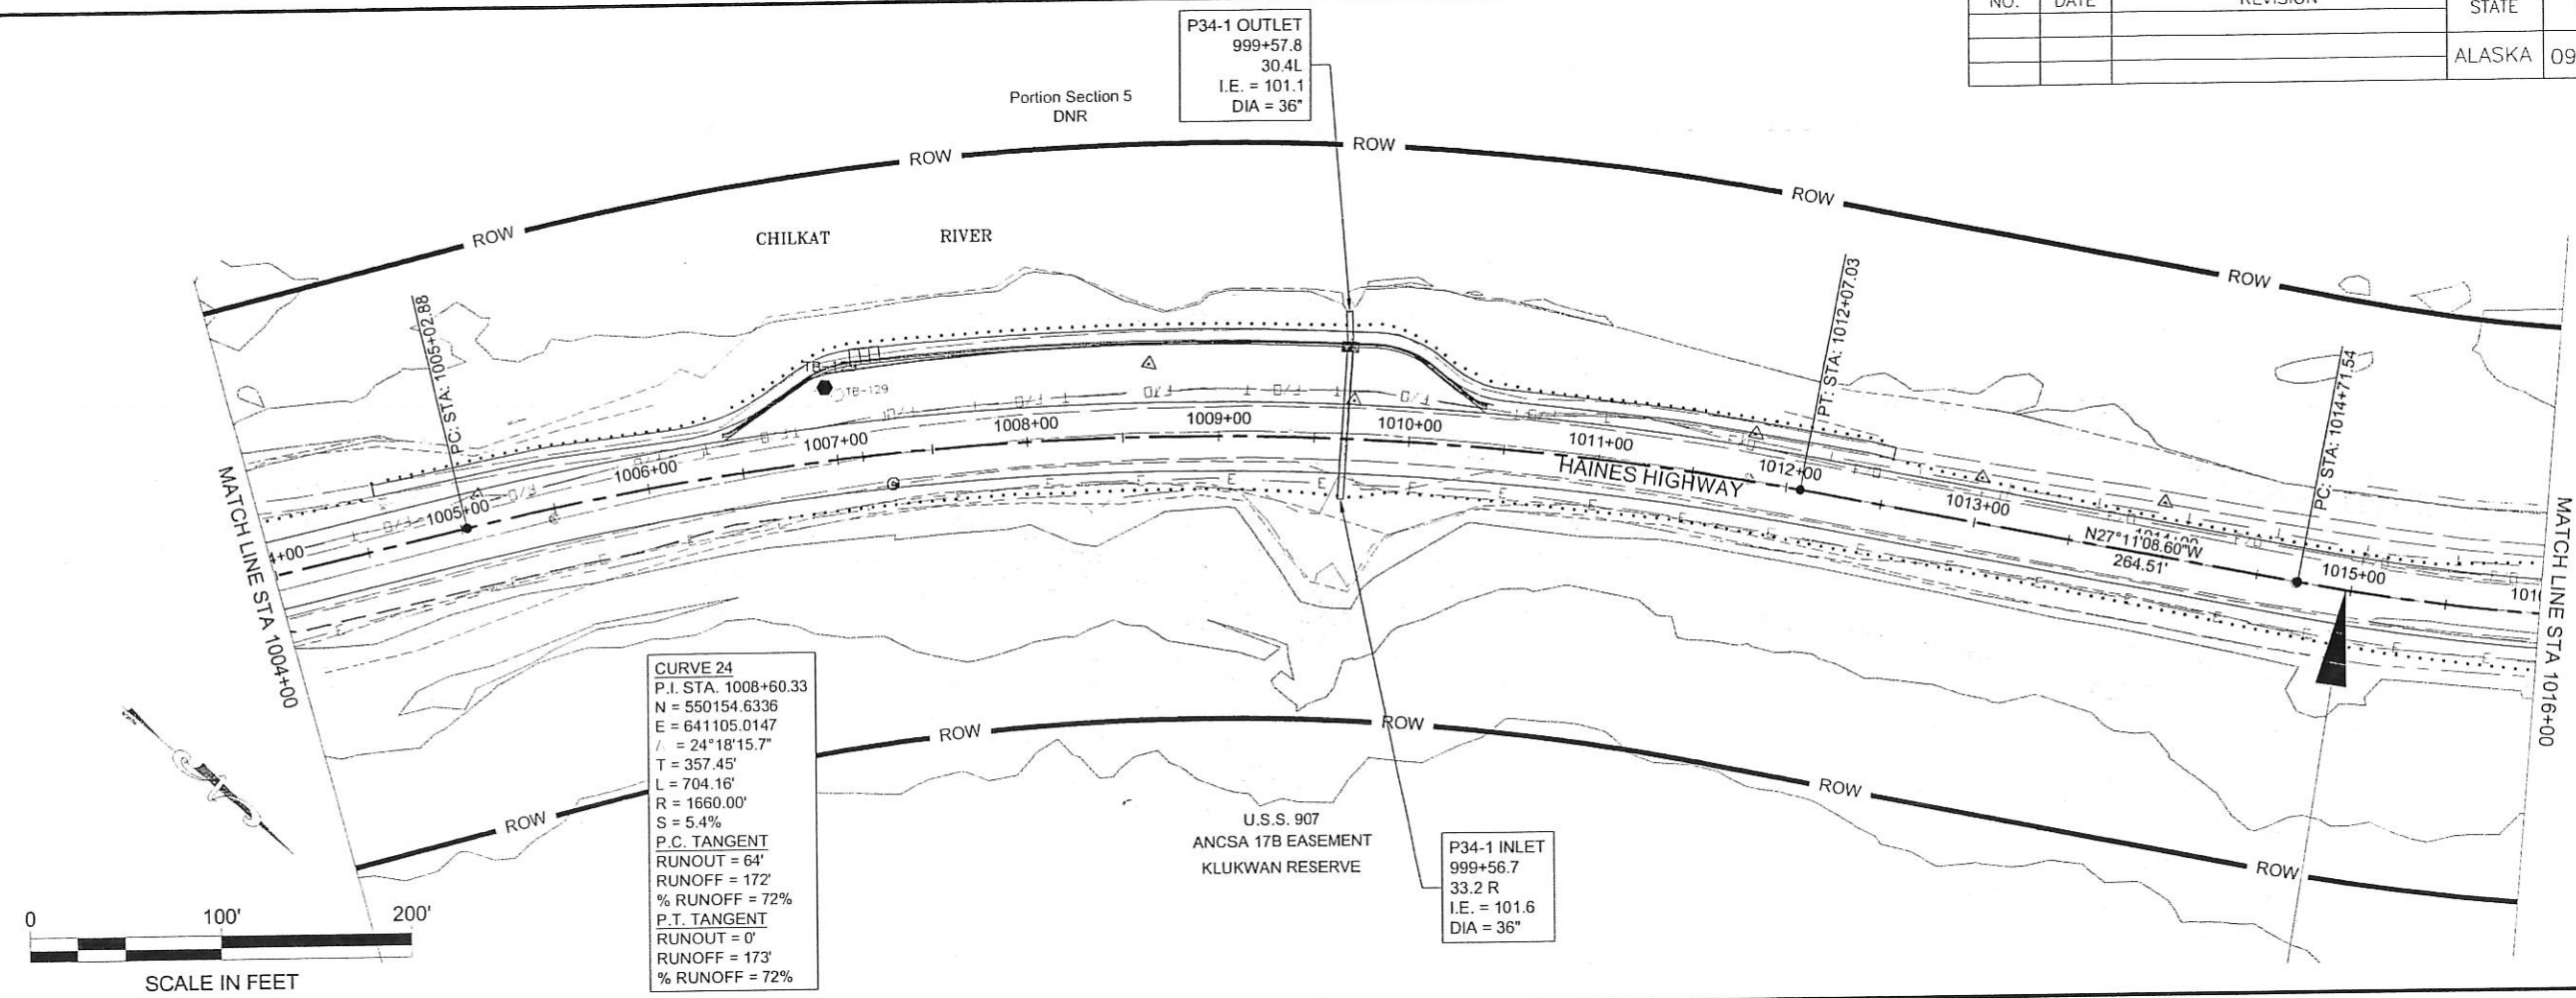 NO.
DATE
REVISION
STATE
ALASKA
09
P34-1 OUTLET
999+57.8
30.4L
I.E. = 101.1
DIA = 36"
Portion Section 5
DNR
ROW
ROW
ROW
ROW
ROW
CHILKAT RIVER
PC: STA: 1005+02.88
PT: STA: 1012+07.03
PC: STA: 1014+71.54
TB-129
MATCH LINE STA 1004+00
+00
1005+00
1006+00
1007+00
1008+00
1009+00
1010+00
1011+00
1012+00
1013+00
1014+00
1015+00
101
HAINES HIGHWAY
N27°11'08.60"W
264.51'
MATCH LINE STA 1016+00
CURVE 24
P.I. STA. 1008+60.33
N = 550154.6336
E = 641105.0147
= 24°18'15.7"
T = 357.45'
L = 704.16'
R = 1660.00'
S = 5.4%
P.C. TANGENT
RUNOUT = 64'
RUNOFF = 172'
% RUNOFF = 72%
P.T. TANGENT
RUNOUT = 0'
RUNOFF = 173'
% RUNOFF = 72%
ROW
ROW
ROW
ROW
ROW
U.S.S. 907
ANCSA 17B EASEMENT
KLUKWAN RESERVE
P34-1 INLET
999+56.7
33.2 R
I.E. = 101.6
DIA = 36"
0 100' 200'
SCALE IN FEET